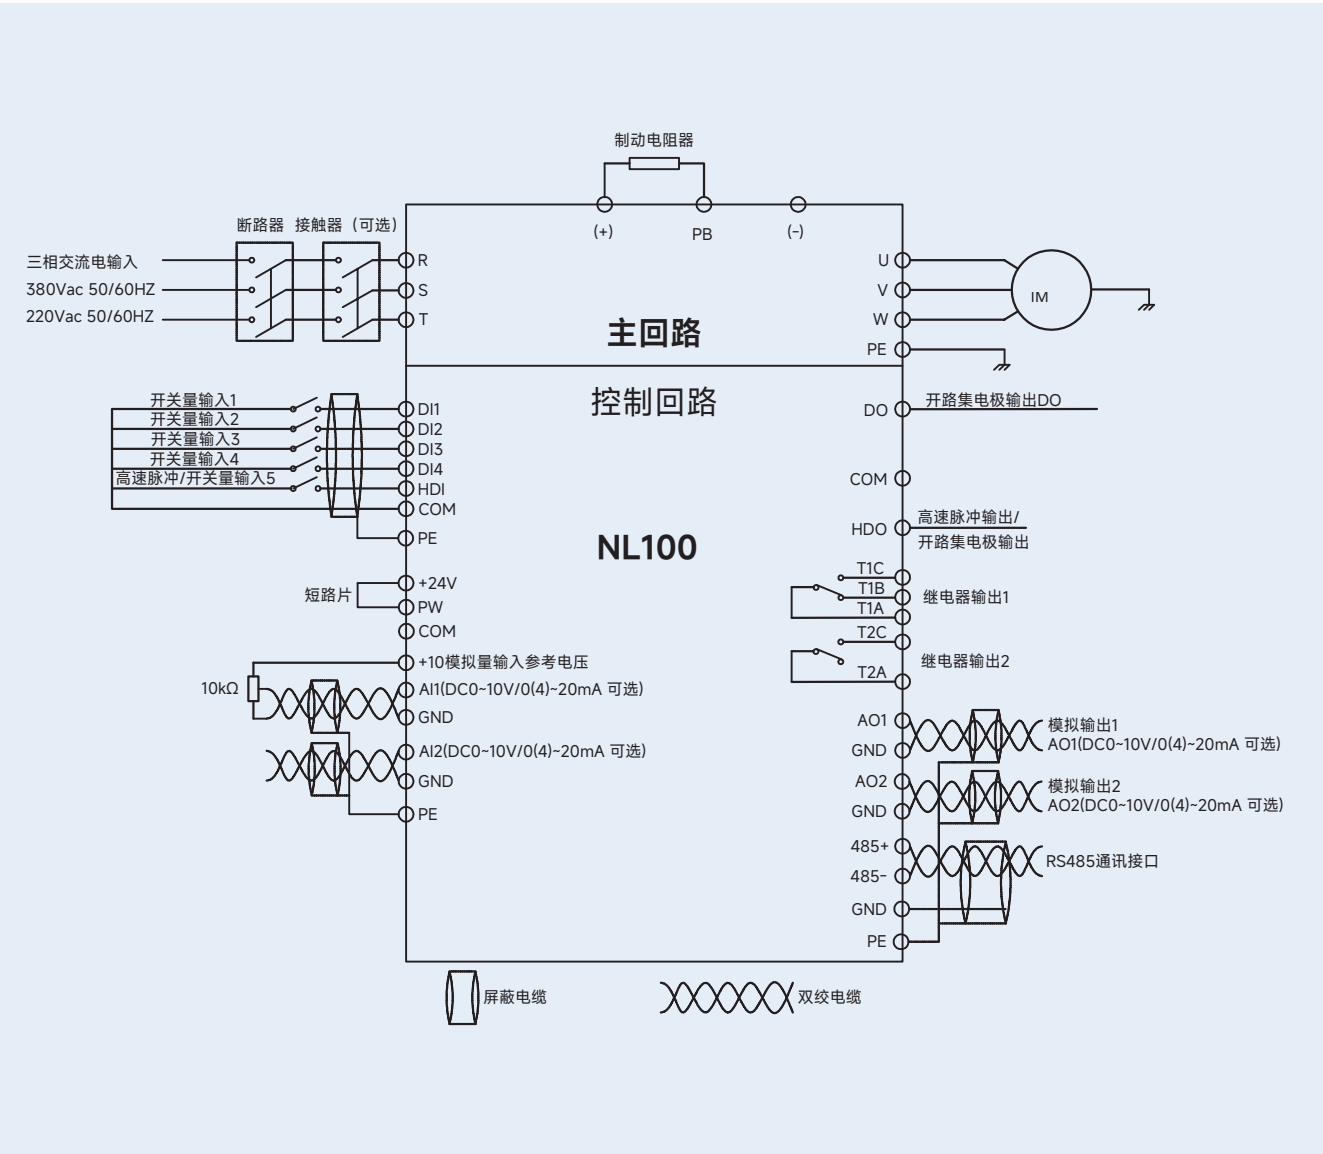 制动电阻器
(+)
PB
(-)
断路器 接触器（可选）
三相交流电输入
380Vac 50/60HZ
220Vac 50/60HZ
R
S
T
U
V
W
PE
IM
主回路
控制回路
NL100
开关量输入1
开关量输入2
开关量输入3
开关量输入4
高速脉冲/开关量输入5
DI1
DI2
DI3
DI4
HDI
COM
PE
短路片
+24V
PW
COM
+10模拟量输入参考电压
10kΩ
AI1(DC0~10V/0(4)~20mA 可选)
GND
AI2(DC0~10V/0(4)~20mA 可选)
GND
PE
DO
开路集电极输出DO
COM
HDO
高速脉冲输出/
开路集电极输出
T1C
T1B
T1A
继电器输出1
T2C
T2A
继电器输出2
AO1
GND
模拟输出1
AO1(DC0~10V/0(4)~20mA 可选)
AO2
GND
模拟输出2
AO2(DC0~10V/0(4)~20mA 可选)
485+
485-
RS485通讯接口
GND
PE
屏蔽电缆
双绞电缆